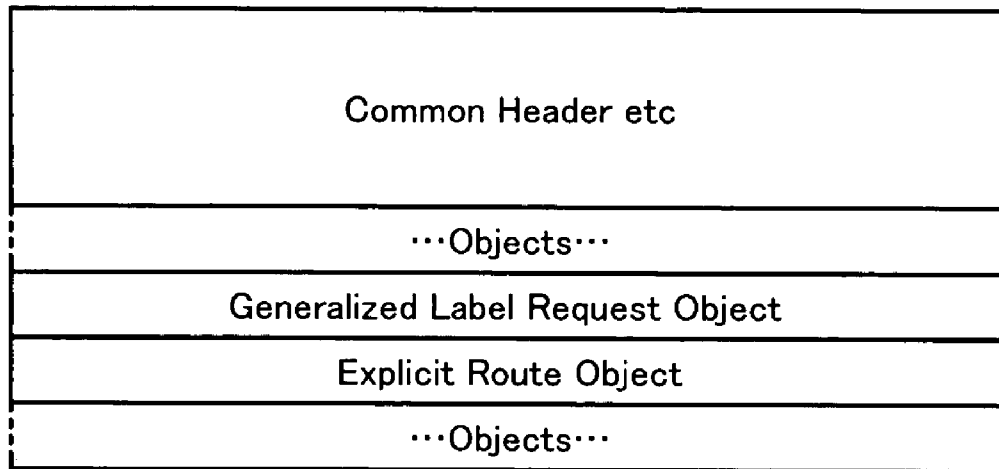 Common Header etc
···Objects···
Generalized Label Request Object
Explicit Route Object
···Objects···